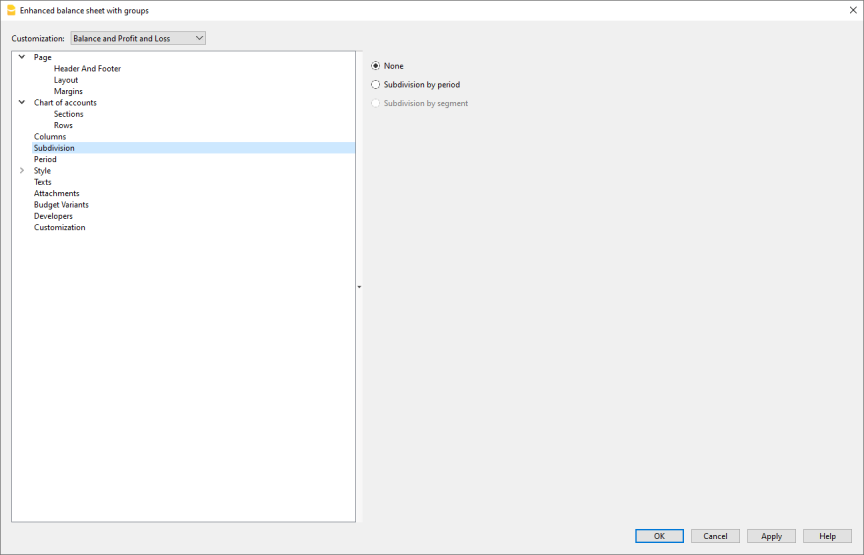 Enhanced balance sheet with groups
Customization: Balance and Profit and Loss
Page
Header And Footer
Layout
Margins
Chart of accounts
Sections
Rows
Columns
Subdivision
Period
Style
Texts
Attachments
Budget Variants
Developers
Customization
None
Subdivision by period
Subdivision by segment
OK Cancel Apply Help